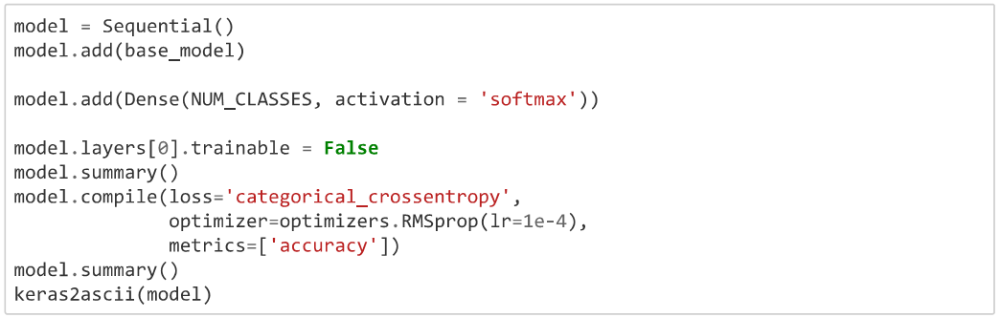 model = Sequential()
model.add(base_model)
model.add(Dense(NUM_CLASSES, activation = 'softmax'))
model.layers[0].trainable = False
model.summary()
model.compile(loss='categorical_crossentropy',
              optimizer=optimizers.RMSprop(lr=1e-4),
              metrics=['accuracy'])
model.summary()
keras2ascii(model)